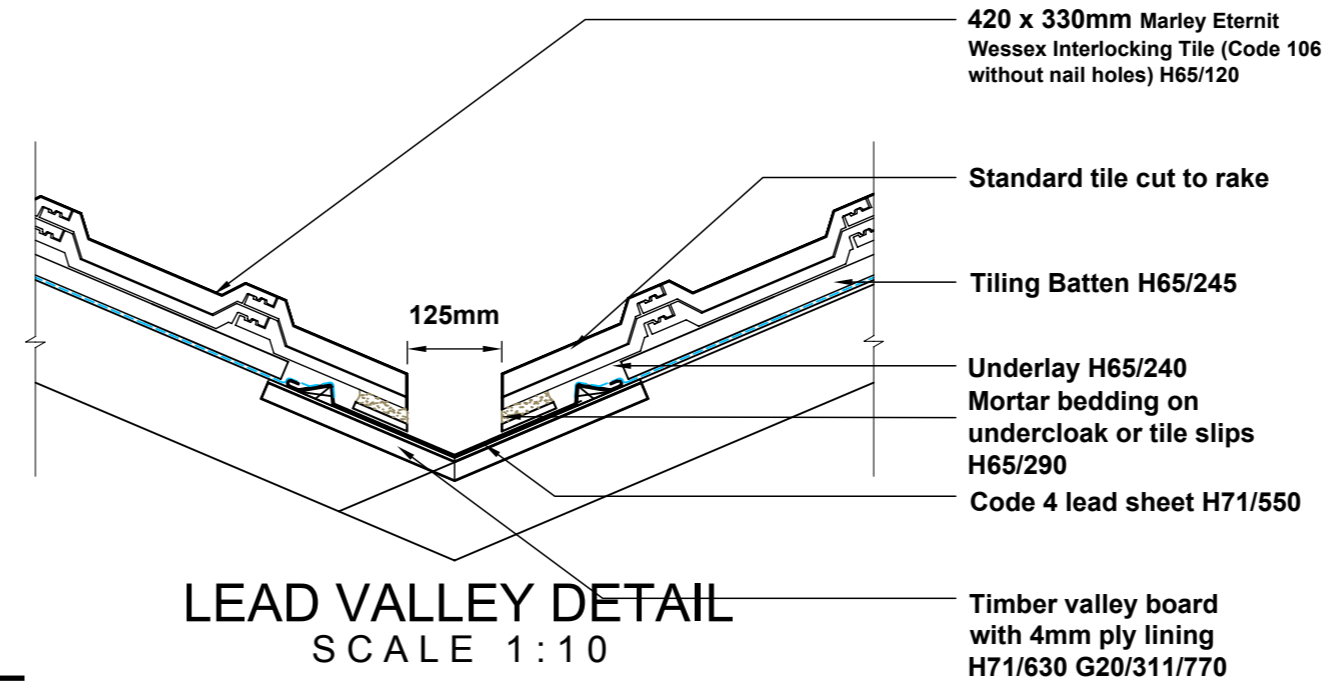 420 x 330mm Marley Eternit
Wessex Interlocking Tile (Code 106
without nail holes) H65/120
Standard tile cut to rake
Tiling Batten H65/245
125mm
Underlay H65/240
Mortar bedding on
undercloak or tile slips
H65/290
Code 4 lead sheet H71/550
LEAD VALLEY DETAIL
SCALE 1:10
Timber valley board
with 4mm ply lining
H71/630 G20/311/770